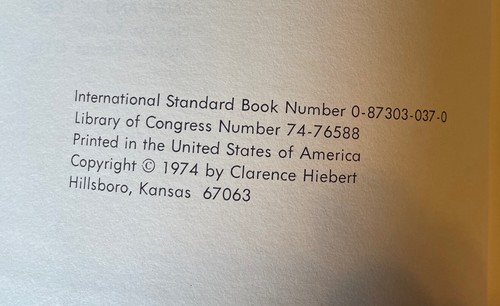 International Standard Book Number 0-87303-037-0
Library of Congress Number 74-76588
Printed in the United States of America
Copyright © 1974 by Clarence Hiebert
Hillsboro, Kansas 67063